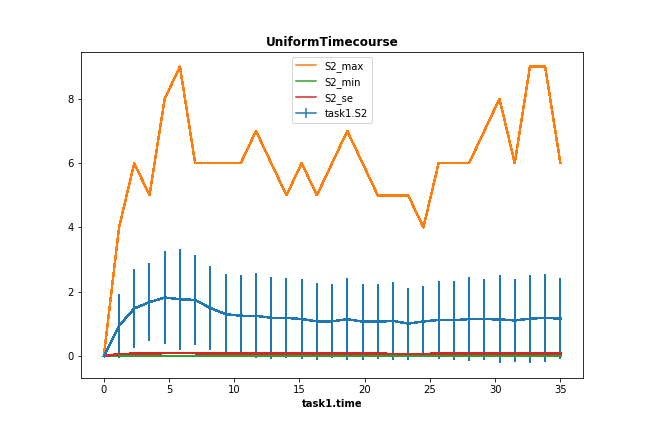 UniformTimecourse
S2_max
S2_min
S2_se
task1.S2
8
6
4
2
0
0 5 10 15 20 25 30 35
task1.time